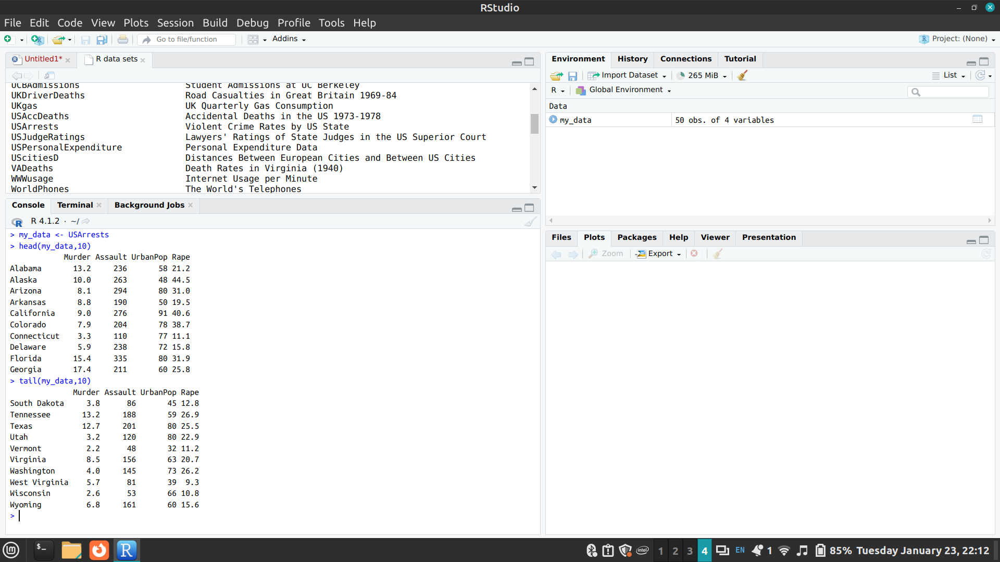 RStudio
File Edit Code View Plots Session Build Debug Profile Tools Help
Go to file/function Addins Project: (None)
Untitled1* R data sets
UCBAdmissions Student Admissions at UC Berkeley
UKDriverDeaths Road Casualties in Great Britain 1969-84
UKgas UK Quarterly Gas Consumption
USAccDeaths Accidental Deaths in the US 1973-1978
USArrests Violent Crime Rates by US State
USJudgeRatings Lawyers' Ratings of State Judges in the US Superior Court
USPersonalExpenditure Personal Expenditure Data
UScitiesD Distances Between European Cities and Between US Cities
VADeaths Death Rates in Virginia (1940)
WWWusage Internet Usage per Minute
WorldPhones The World's Telephones
Console Terminal Background Jobs
R 4.1.2 · ~/
> my_data <- USArrests
> head(my_data,10)
Murder Assault UrbanPop Rape
Alabama 13.2 236 58 21.2
Alaska 10.0 263 48 44.5
Arizona 8.1 294 80 31.0
Arkansas 8.8 190 50 19.5
California 9.0 276 91 40.6
Colorado 7.9 204 78 38.7
Connecticut 3.3 110 77 11.1
Delaware 5.9 238 72 15.8
Florida 15.4 335 80 31.9
Georgia 17.4 211 60 25.8
> tail(my_data,10)
Murder Assault UrbanPop Rape
South Dakota 3.8 86 45 12.8
Tennessee 13.2 188 59 26.9
Texas 12.7 201 80 25.5
Utah 3.2 120 80 22.9
Vermont 2.2 48 32 11.2
Virginia 8.5 156 63 20.7
Washington 4.0 145 73 26.2
West Virginia 5.7 81 39 9.3
Wisconsin 2.6 53 66 10.8
Wyoming 6.8 161 60 15.6
>
Environment History Connections Tutorial
Import Dataset 265 MiB List
R Global Environment
Data
my_data 50 obs. of 4 variables
Files Plots Packages Help Viewer Presentation
Zoom Export
$_ R intel 1 2 3 4 EN 1 85% Tuesday January 23, 22:12